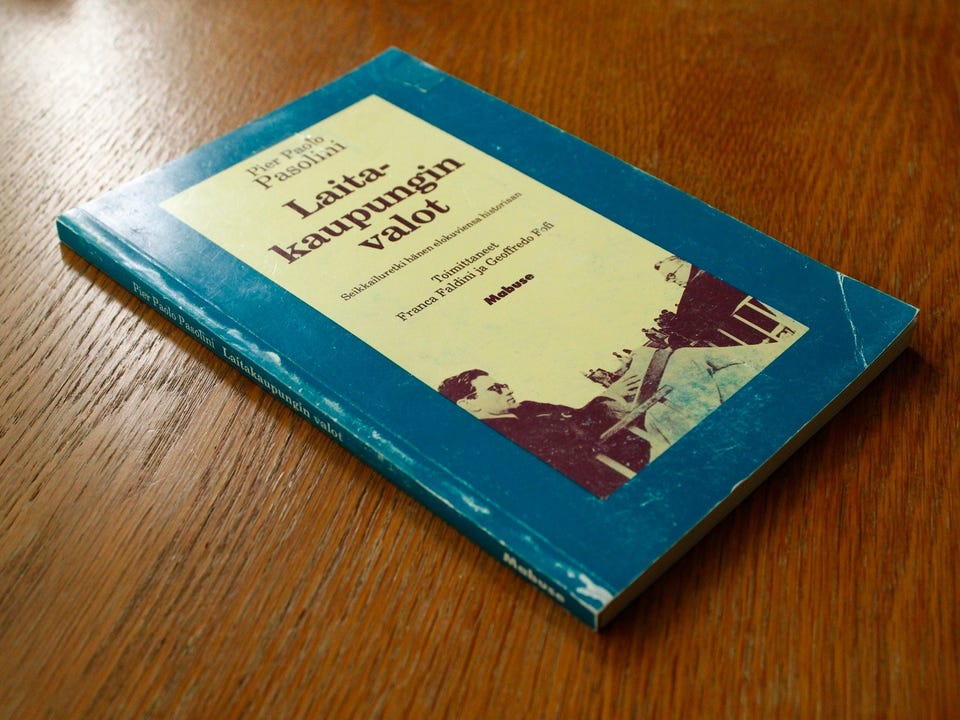 Pier Paolo
Pasolini
Laita-
kaupungin
valot
Seikkailuretki hänen elokuviensa historiaan
Toimittaneet
Franca Faldini ja Geoffredo Fofi
Mabuse
Pier Paolo Pasolini Laitakaupungin valot
Mabuse